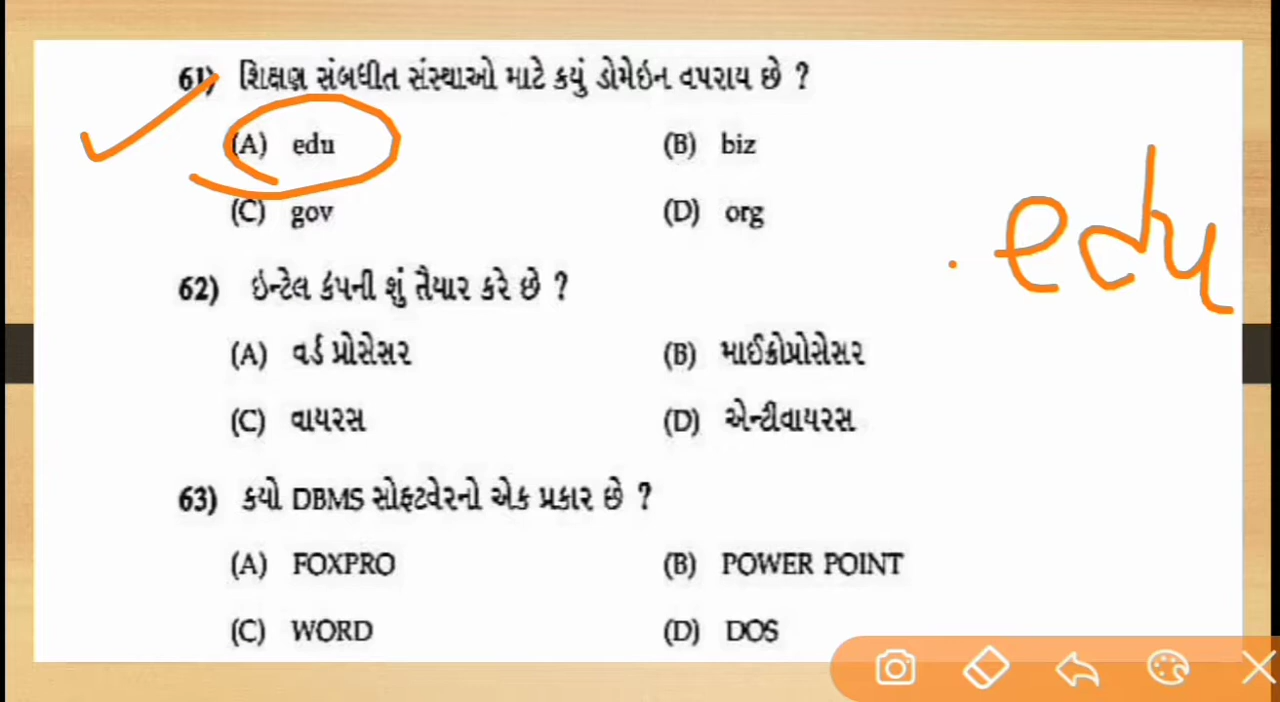 61) શિક્ષણ સંબધીત સંસ્થાઓ માટે કયું ડોમેઇન વપરાય છે ?
(A) edu (B) biz
(C) gov (D) org
.edu
62) ઇન્ટેલ કંપની શું તૈયાર કરે છે ?
(A) વર્ડ પ્રોસેસર (B) માઈક્રોપ્રોસેસર
(C) વાયરસ (D) એન્ટીવાયરસ
63) કયો DBMS સોફટવેરનો એક પ્રકાર છે ?
(A) FOXPRO (B) POWER POINT
(C) WORD (D) DOS